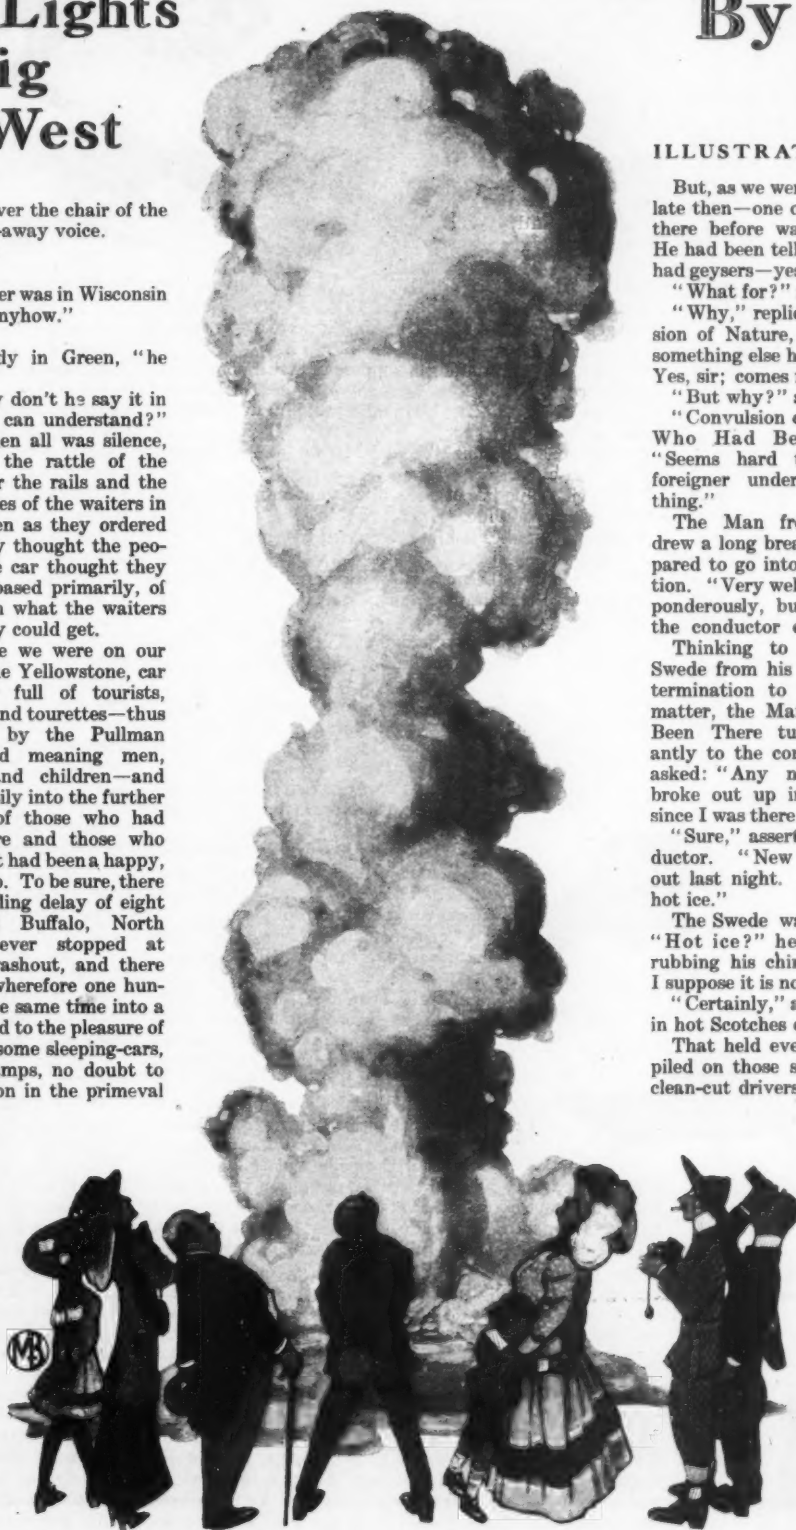 Lights
ig
West
ver the chair of the
-away voice.
er was in Wisconsin
nyhow."
dy in Green, "he
y don't he say it in
can understand?"
en all was silence,
the rattle of the
r the rails and the
es of the waiters in
en as they ordered
y thought the peo-
e car thought they
ased primarily, of
n what the waiters
y could get.
e we were on our
e Yellowstone, car
full of tourists,
nd tourettes—thus
by the Pullman
d meaning men,
nd children—and
ily into the further
of those who had
re and those who
t had been a happy,
o. To be sure, there
ling delay of eight
Buffalo, North
ever stopped at
ashout, and there
wherefore one hun-
e same time into a
d to the pleasure of
some sleeping-cars,
mps, no doubt to
on in the primeval
By
ILLUSTRAT
But, as we wer
late then—one o
there before wa
He had been tell
had geysers—yes
"What for?"
"Why," replie
sion of Nature,
something else h
Yes, sir; comes
"But why?" a
"Convulsion o
Who Had Be
"Seems hard t
foreigner under
thing."
The Man fro
drew a long brea
pared to go into
tion. "Very wel
ponderously, bu
the conductor o
Thinking to
Swede from his
termination to
matter, the Ma
Been There tu
antly to the con
asked: "Any n
broke out up in
since I was there
"Sure," assert
ductor. "New
out last night.
hot ice."
The Swede wa
"Hot ice?" he
rubbing his chin
I suppose it is no
"Certainly," a
in hot Scotches o
That held eve
piled on those s
clean-cut drivers
MB